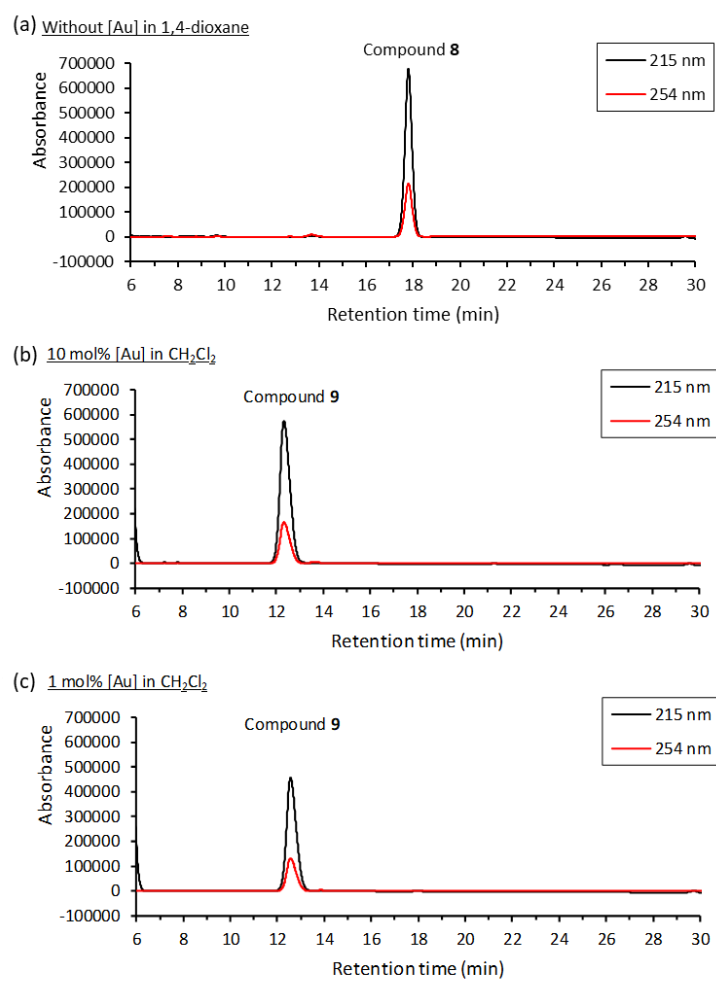 (a) Without [Au] in 1,4-dioxane
Compound 8
215 nm
254 nm
Absorbance
700000
600000
500000
400000
300000
200000
100000
0
-100000
6 8 10 12 14 16 18 20 22 24 26 28 30
Retention time (min)
(b) 10 mol% [Au] in CH₂Cl₂
Compound 9
215 nm
254 nm
Absorbance
700000
600000
500000
400000
300000
200000
100000
0
-100000
6 8 10 12 14 16 18 20 22 24 26 28 30
Retention time (min)
(c) 1 mol% [Au] in CH₂Cl₂
Compound 9
215 nm
254 nm
Absorbance
700000
600000
500000
400000
300000
200000
100000
0
-100000
6 8 10 12 14 16 18 20 22 24 26 28 30
Retention time (min)